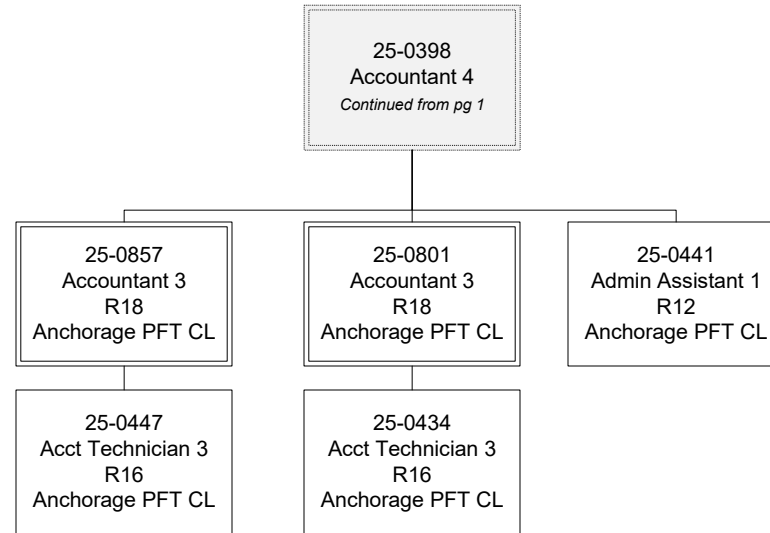 25-0398
Accountant 4
Continued from pg 1
25-0857
Accountant 3
R18
Anchorage PFT CL
25-0801
Accountant 3
R18
Anchorage PFT CL
25-0441
Admin Assistant 1
R12
Anchorage PFT CL
25-0447
Acct Technician 3
R16
Anchorage PFT CL
25-0434
Acct Technician 3
R16
Anchorage PFT CL